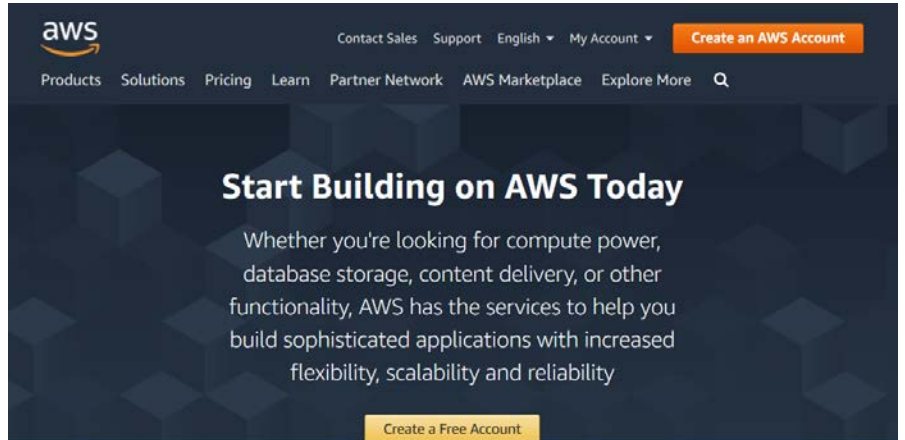 aws
Contact Sales Support English My Account Create an AWS Account
Products Solutions Pricing Learn Partner Network AWS Marketplace Explore More
Start Building on AWS Today
Whether you're looking for compute power,
database storage, content delivery, or other
functionality, AWS has the services to help you
build sophisticated applications with increased
flexibility, scalability and reliability
Create a Free Account